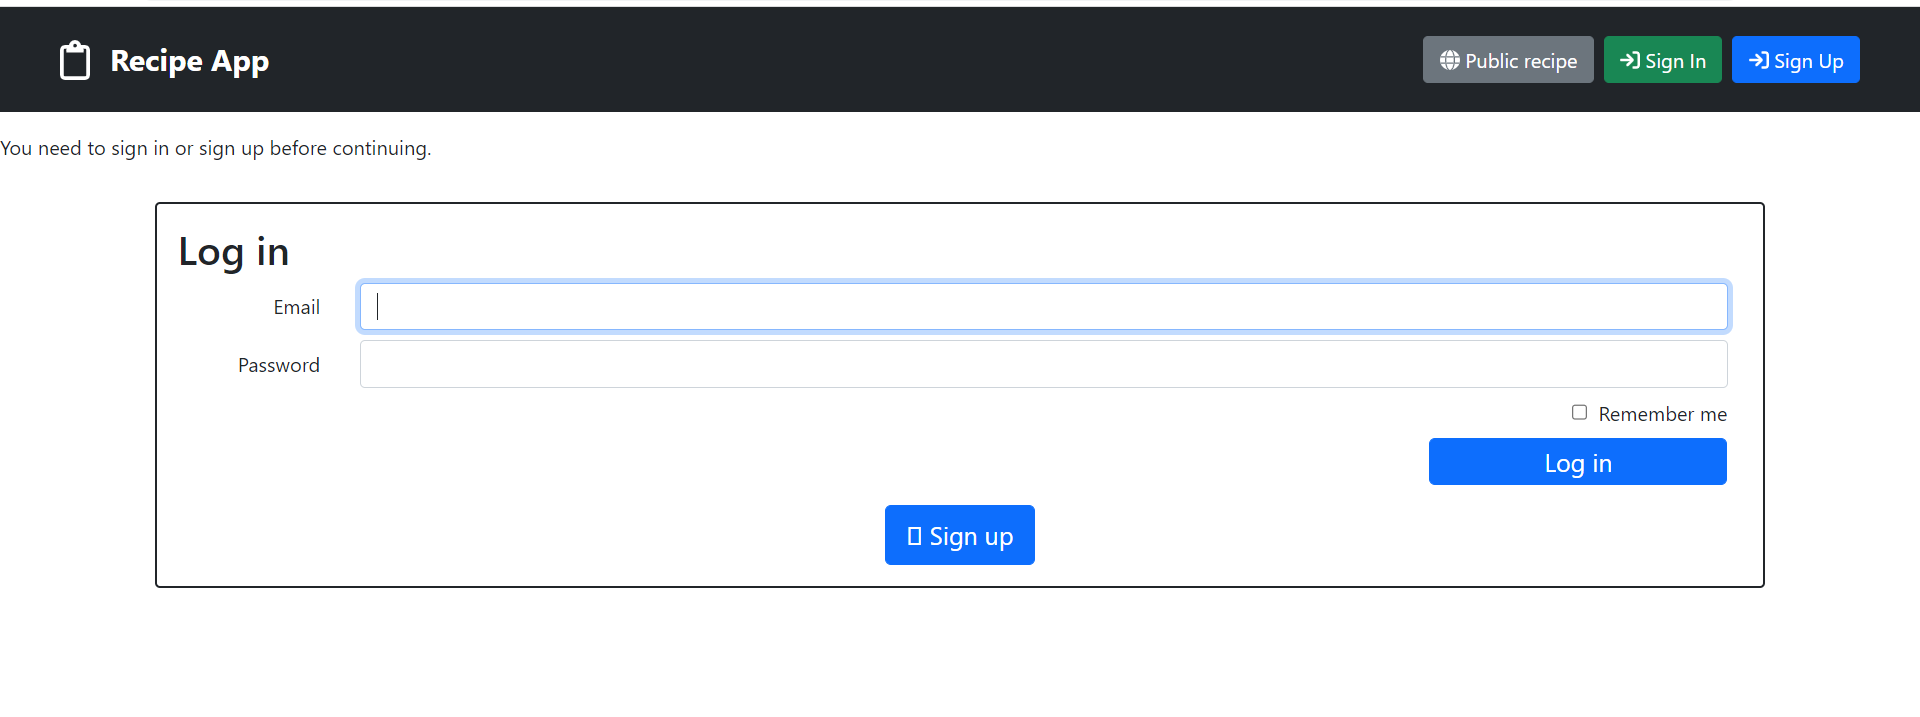 Recipe App
Public recipe
Sign In
Sign Up
You need to sign in or sign up before continuing.
Log in
Email
Password
Remember me
Log in
Sign up